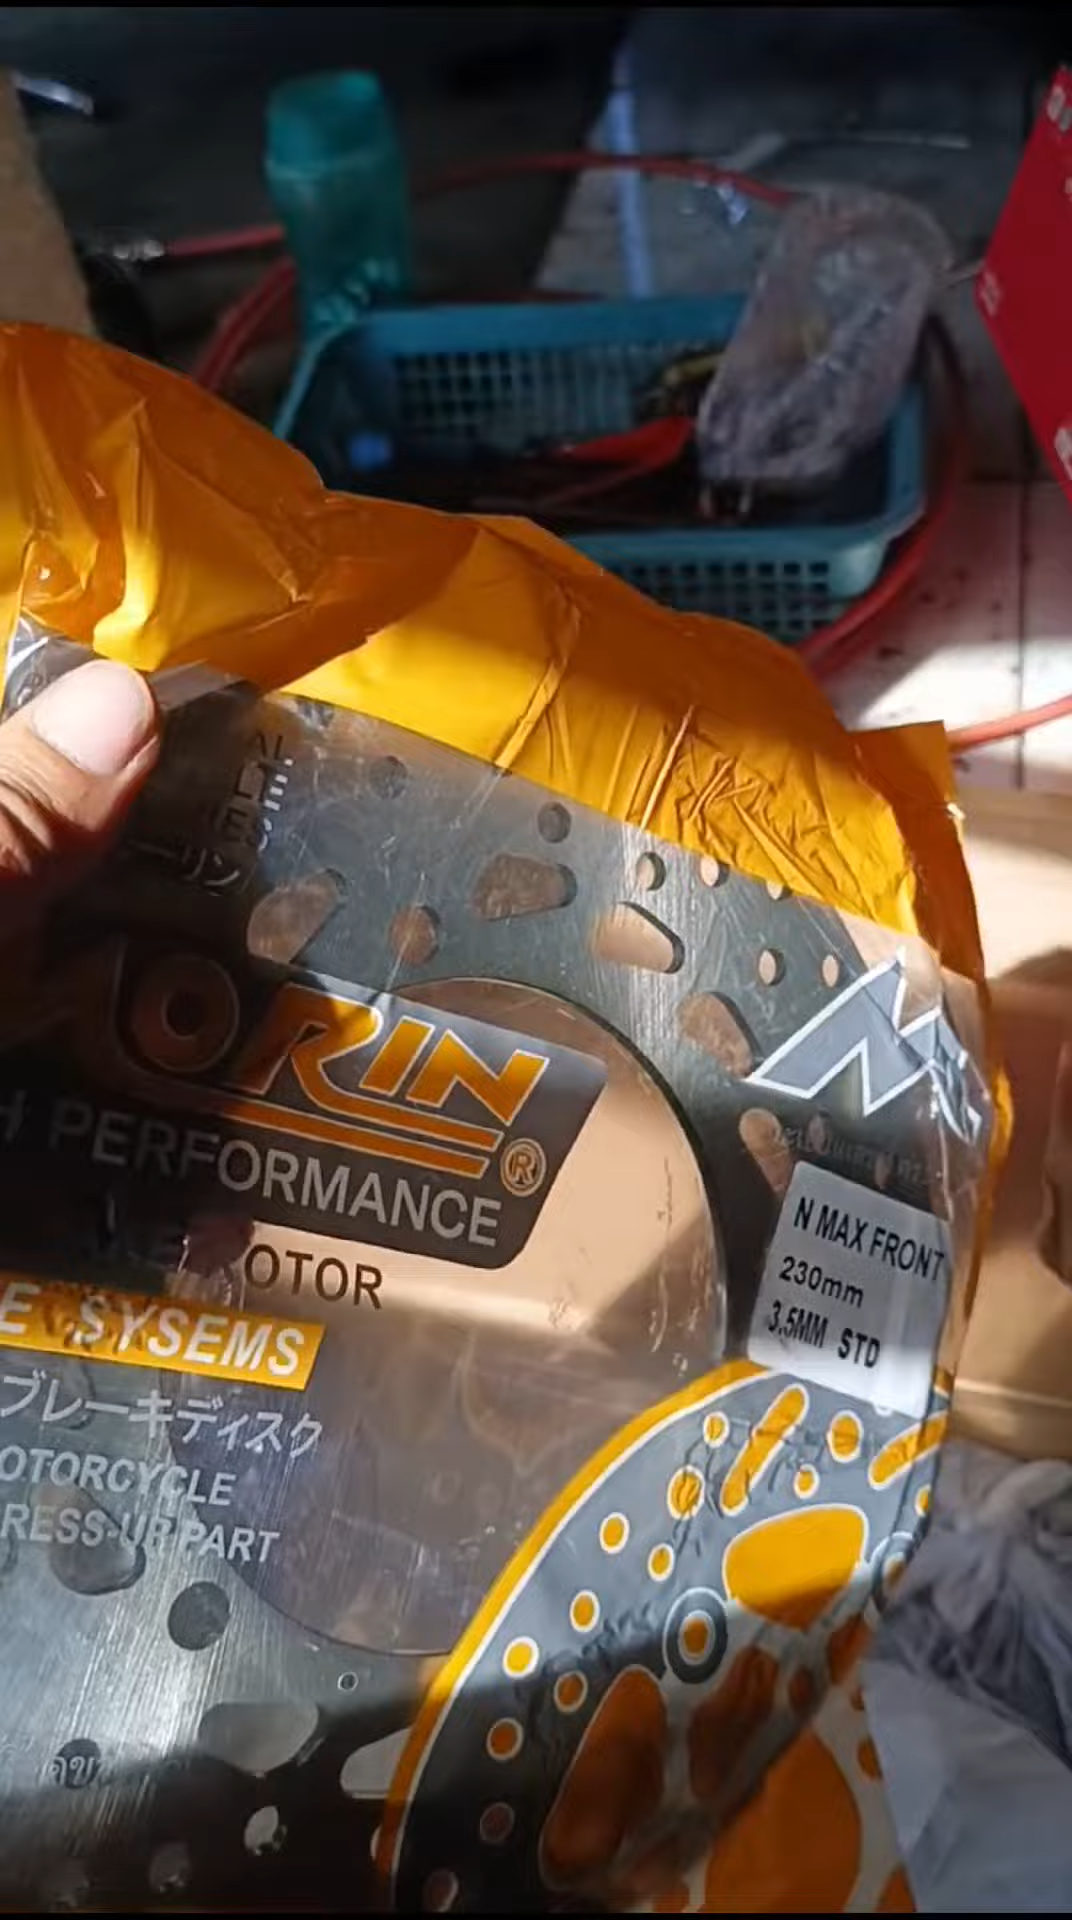 ORIN®
PERFORMANCE
OTOR
E SYSEMS
ブレーキディスク
OTORCYCLE
RESS-UP PART
N MAX FRONT
230mm
3.5MM STD